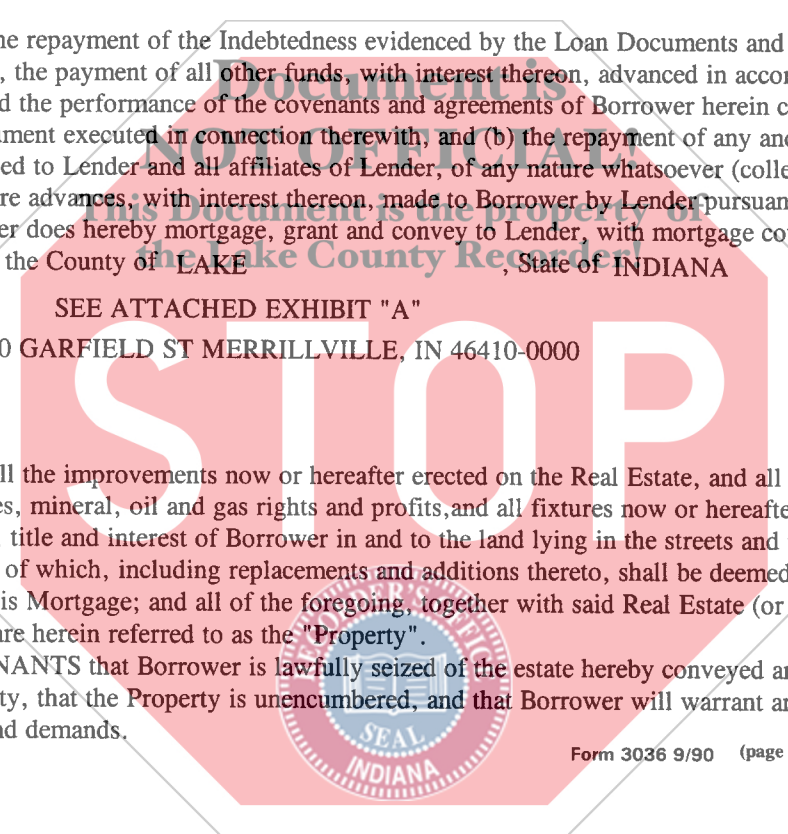 he repayment of the Indebtedness evidenced by the Loan Documents and
, the payment of all other funds, with interest thereon, advanced in accor
Document is
d the performance of the covenants and agreements of Borrower herein c
ument executed in connection therewith, and (b) the repayment of any and
NOT OFFICIAL!
ed to Lender and all affiliates of Lender, of any nature whatsoever (colle
re advances, with interest thereon, made to Borrower by Lender pursuan
This Document is the property of
er does hereby mortgage, grant and convey to Lender, with mortgage co
the Lake County Recorder!
the County of LAKE , State of INDIANA
SEE ATTACHED EXHIBIT "A"
0 GARFIELD ST MERRILLVILLE, IN 46410-0000
STOP
ll the improvements now or hereafter erected on the Real Estate, and all
es, mineral, oil and gas rights and profits,and all fixtures now or hereafte
title and interest of Borrower in and to the land lying in the streets and
of which, including replacements and additions thereto, shall be deemed
is Mortgage; and all of the foregoing, together with said Real Estate (or
are herein referred to as the "Property".
NANTS that Borrower is lawfully seized of the estate hereby conveyed an
ty, that the Property is unencumbered, and that Borrower will warrant an
nd demands.
RECORDER'S OFFIC
SEAL
INDIANA
Form 3036 9/90 (page